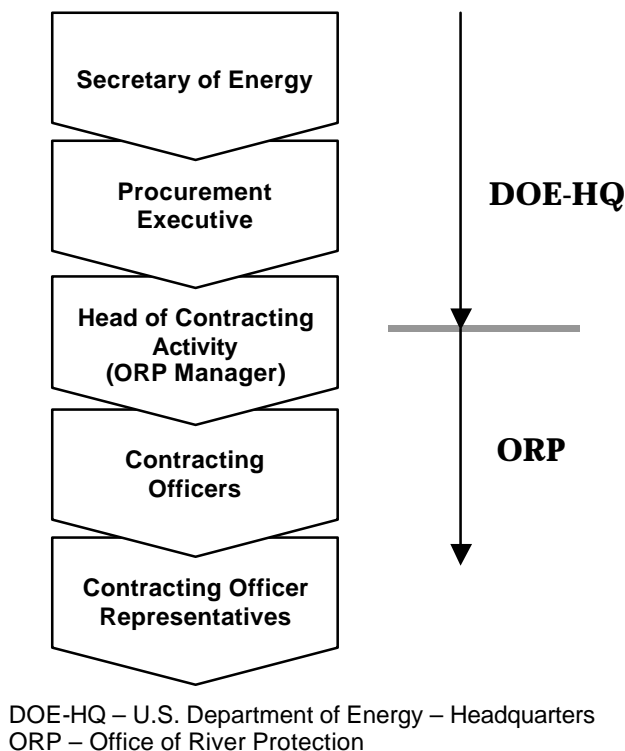 Secretary of Energy
Procurement
Executive
DOE-HQ
Head of Contracting
Activity
(ORP Manager)
Contracting
Officers
ORP
Contracting Officer
Representatives
DOE-HQ – U.S. Department of Energy – Headquarters
ORP – Office of River Protection